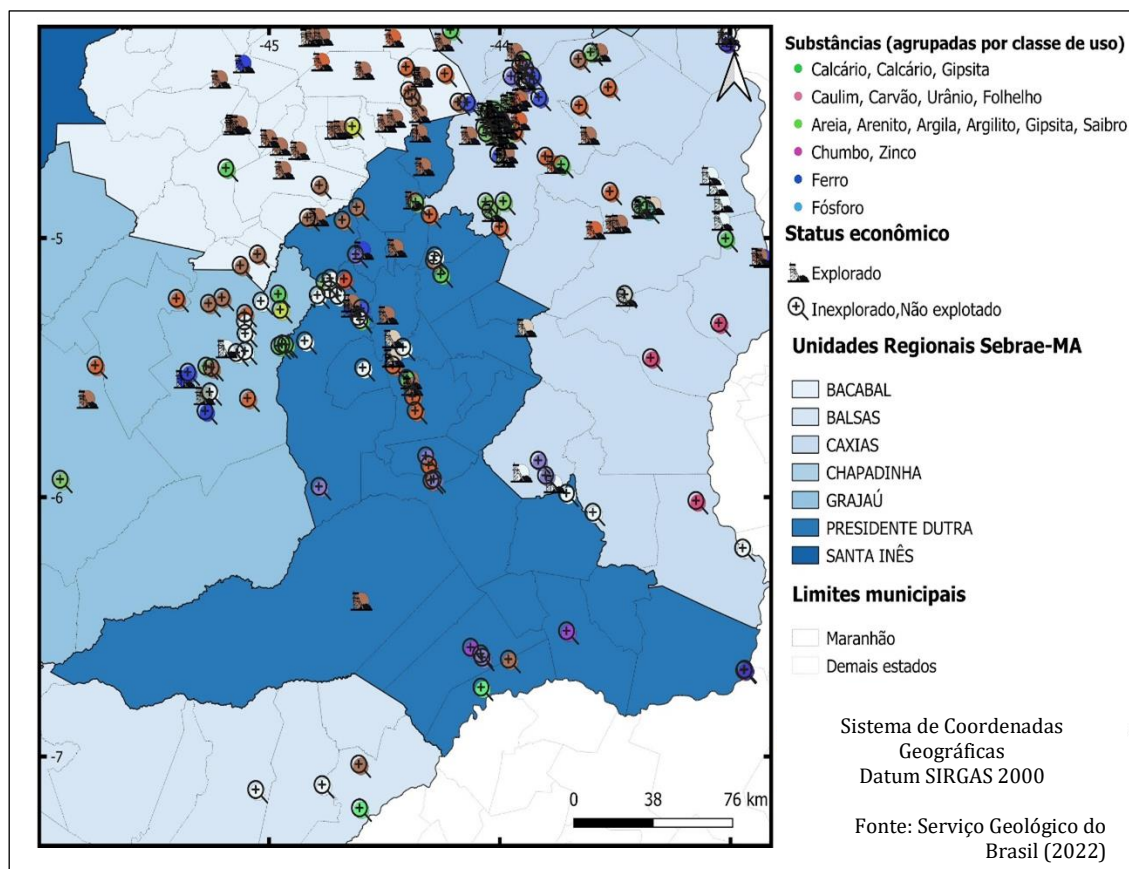 -45
-44
-5
-6
-7
0 38 76 km
Substâncias (agrupadas por classe de uso)
Calcário, Calcário, Gipsita
Caulim, Carvão, Urânio, Folhelho
Areia, Arenito, Argila, Argilito, Gipsita, Saibro
Chumbo, Zinco
Ferro
Fósforo
Status econômico
Explorado
Inexplorado,Não explotado
Unidades Regionais Sebrae-MA
BACABAL
BALSAS
CAXIAS
CHAPADINHA
GRAJAÚ
PRESIDENTE DUTRA
SANTA INÊS
Limites municipais
Maranhão
Demais estados
Sistema de Coordenadas
Geográficas
Datum SIRGAS 2000
Fonte: Serviço Geológico do
Brasil (2022)